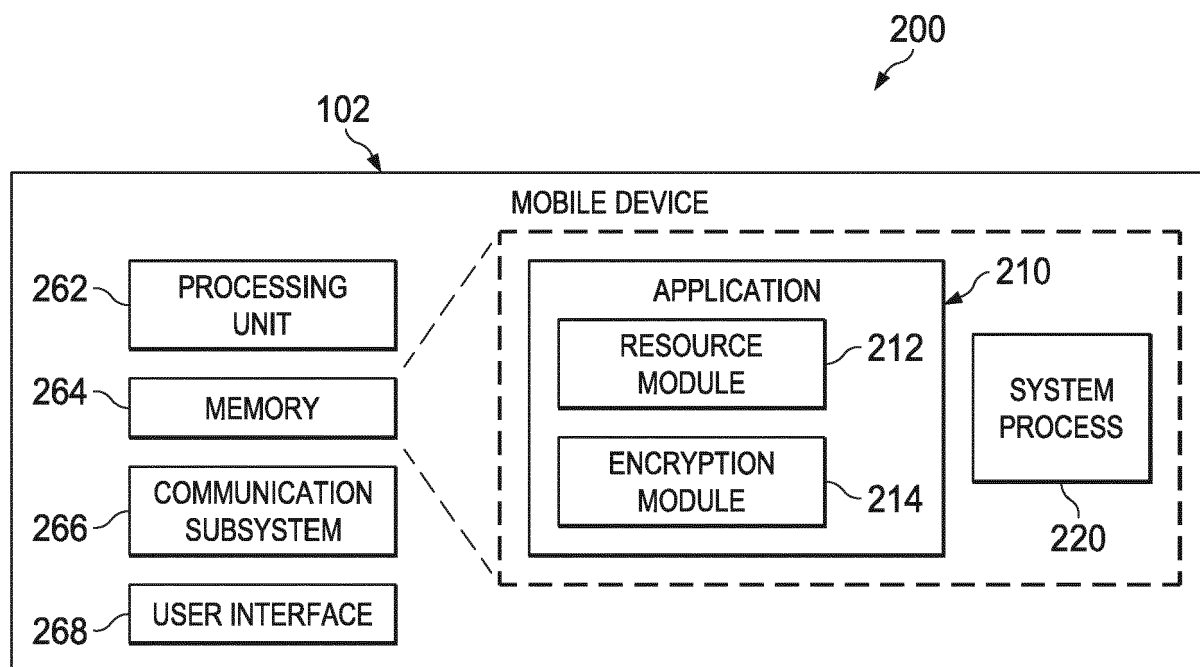 200
102
MOBILE DEVICE
262
PROCESSING
UNIT
264
MEMORY
266
COMMUNICATION
SUBSYSTEM
268
USER INTERFACE
APPLICATION
210
RESOURCE
MODULE
212
ENCRYPTION
MODULE
214
SYSTEM
PROCESS
220